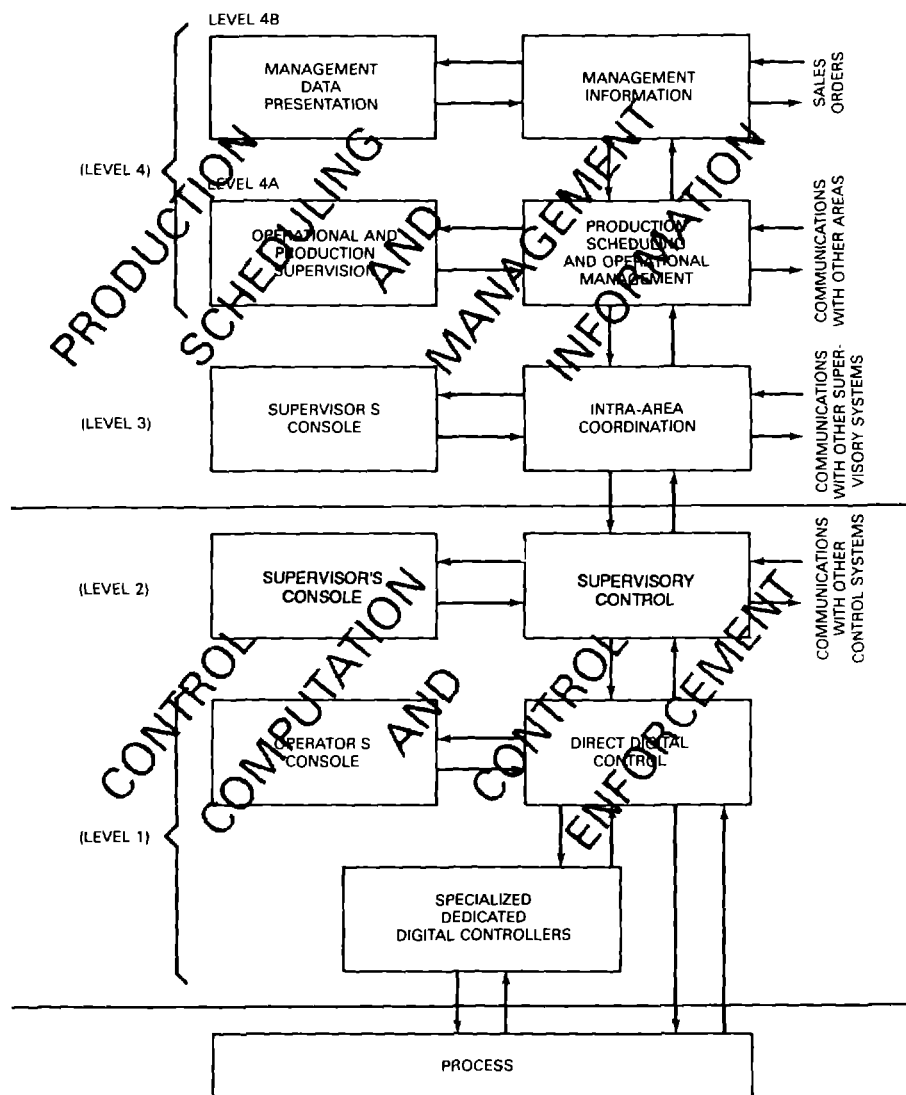 LEVEL 4B
MANAGEMENT
DATA
PRESENTATION
MANAGEMENT
INFORMATION
SALES
ORDERS
(LEVEL 4)
LEVEL 4A
OPERATIONAL AND
PRODUCTION
SUPERVISION
PRODUCTION
SCHEDULING
AND OPERATIONAL
MANAGEMENT
COMMUNICATIONS
WITH OTHER AREAS
PRODUCTION
SCHEDULING
AND
MANAGEMENT
INFORMATION
(LEVEL 3)
SUPERVISOR S
CONSOLE
INTRA-AREA
COORDINATION
COMMUNICATIONS
WITH OTHER SUPER-
VISORY SYSTEMS
(LEVEL 2)
SUPERVISOR'S
CONSOLE
SUPERVISORY
CONTROL
COMMUNICATIONS
WITH OTHER
CONTROL SYSTEMS
CONTROL
COMPUTATION
AND
CONTROL
ENFORCEMENT
OPERATOR S
CONSOLE
DIRECT DIGITAL
CONTROL
(LEVEL 1)
SPECIALIZED
DEDICATED
DIGITAL CONTROLLERS
PROCESS